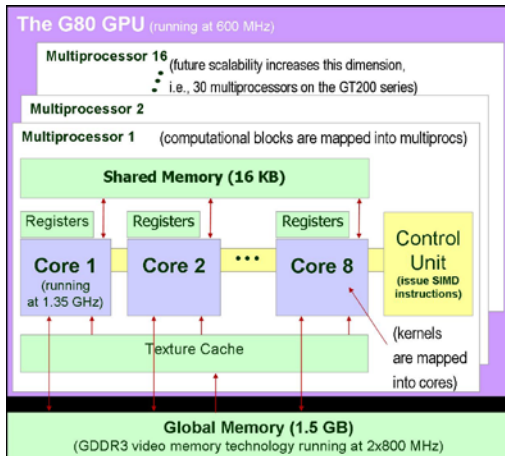 The G80 GPU (running at 600 MHz)
Multiprocessor 16
(future scalability increases this dimension,
i.e., 30 multiprocessors on the GT200 series)
Multiprocessor 2
Multiprocessor 1 (computational blocks are mapped into multiprocs)
Shared Memory (16 KB)
Registers Registers Registers
Core 1
(running
at 1.35 GHz)
Core 2
•••
Core 8
Control
Unit
(issue SIMD
instructions)
Texture Cache
(kernels
are mapped
into cores)
Global Memory (1.5 GB)
(GDDR3 video memory technology running at 2x800 MHz)